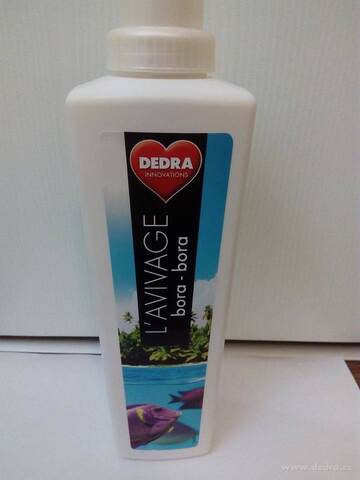 DEDRA
INNOVATIONS
L'AVIVAGE
bora - bora
www.dedra.cz